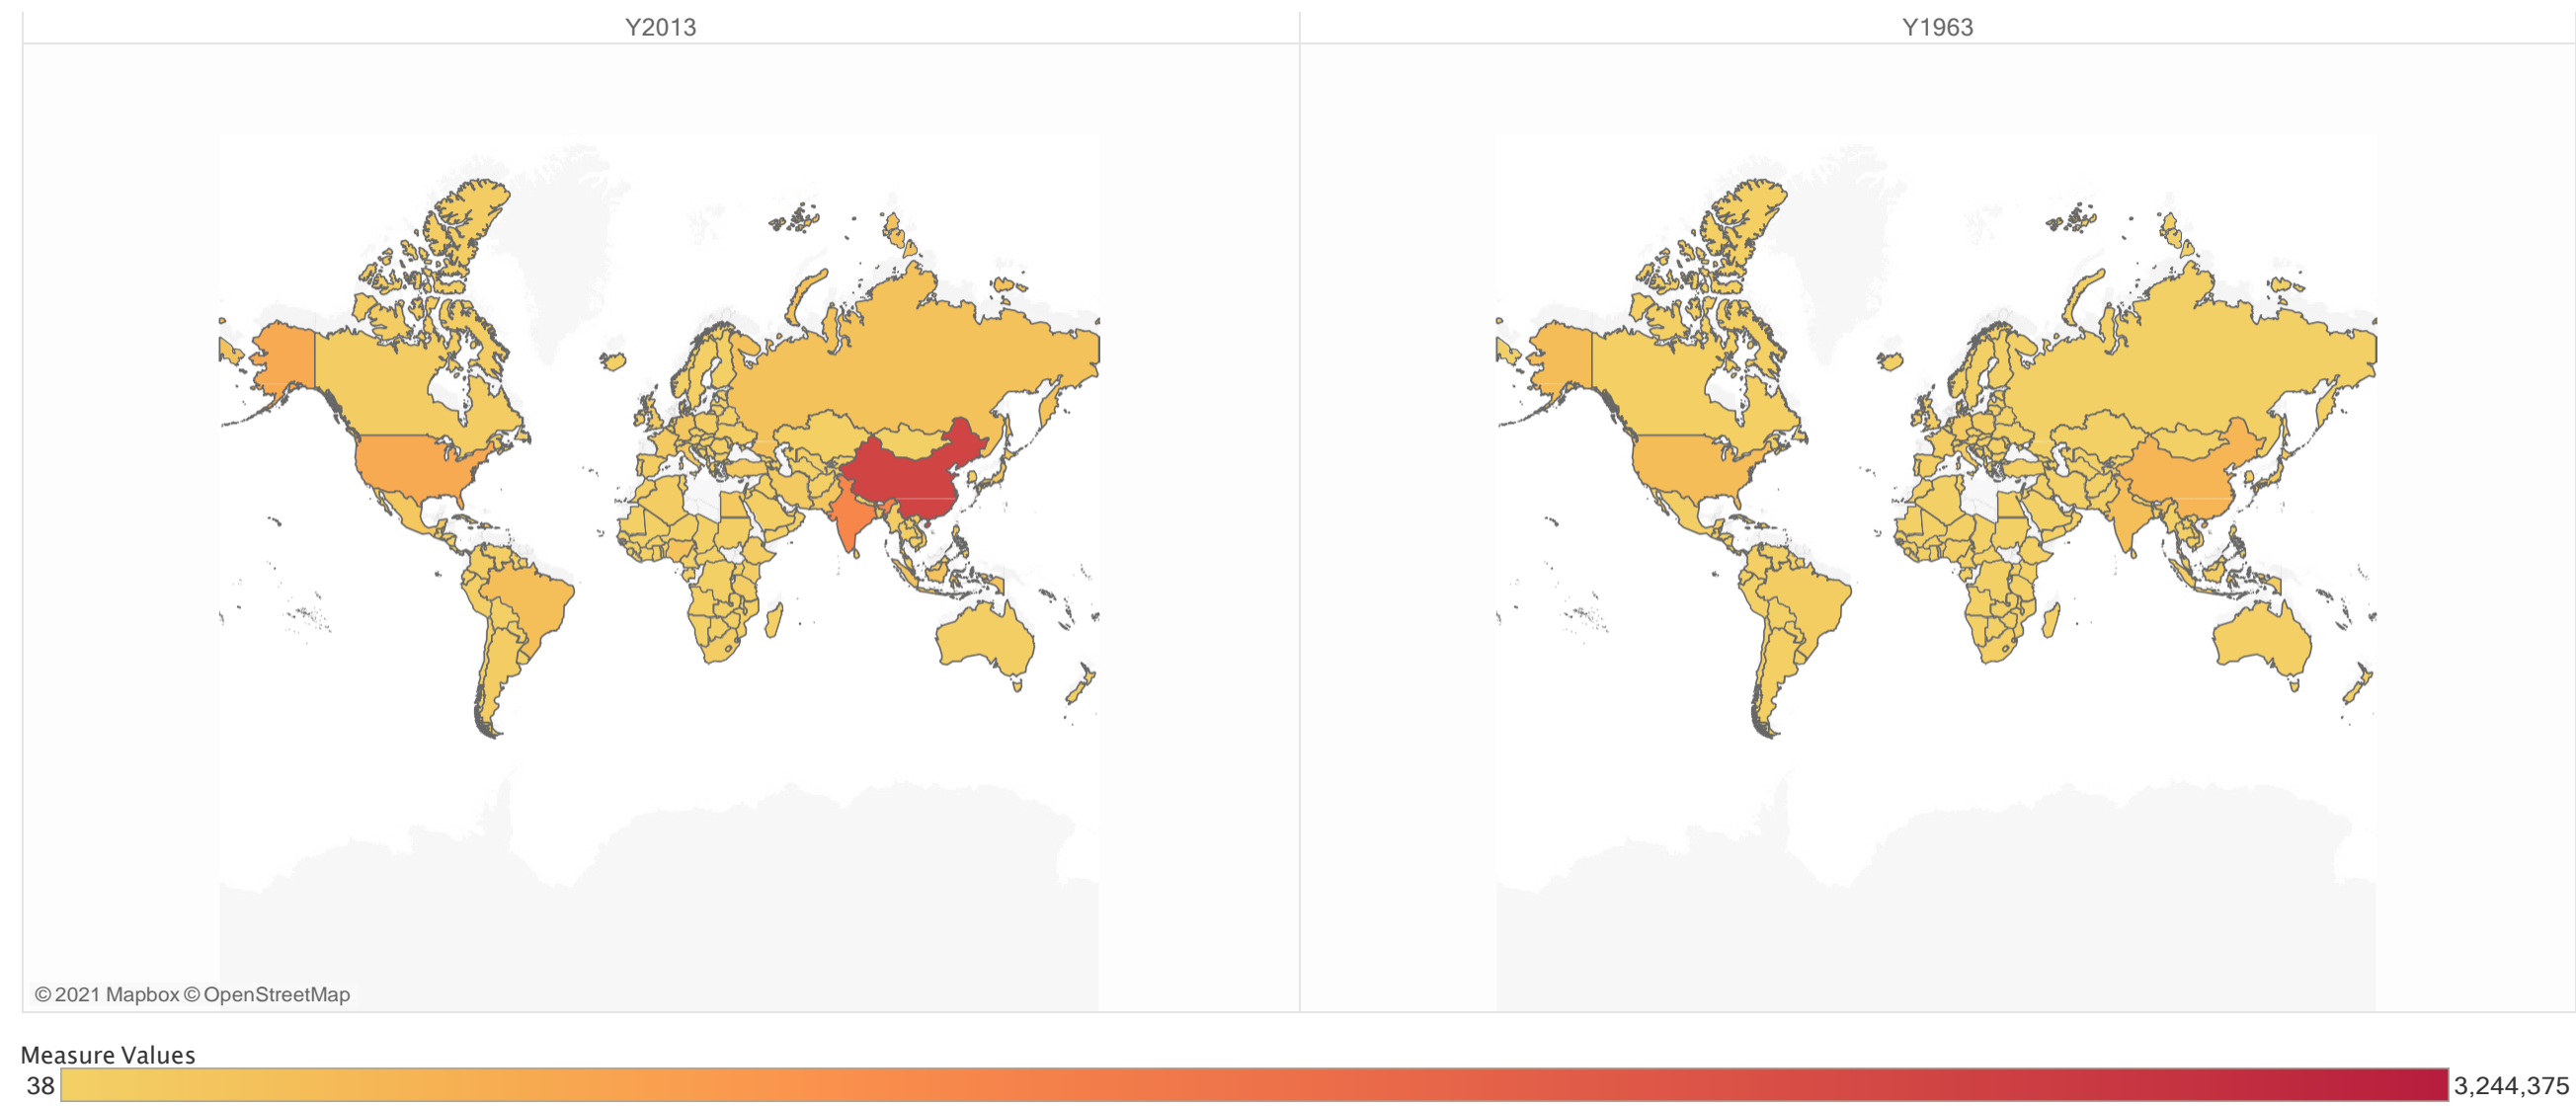 Y2013
Y1963
© 2021 Mapbox © OpenStreetMap
Measure Values
38
3,244,375